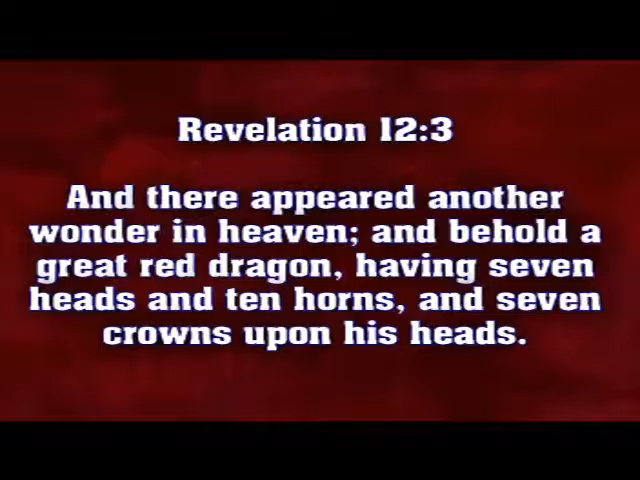 Revelation 12:3
And there appeared another
wonder in heaven; and behold a
great red dragon, having seven
heads and ten horns, and seven
crowns upon his heads.